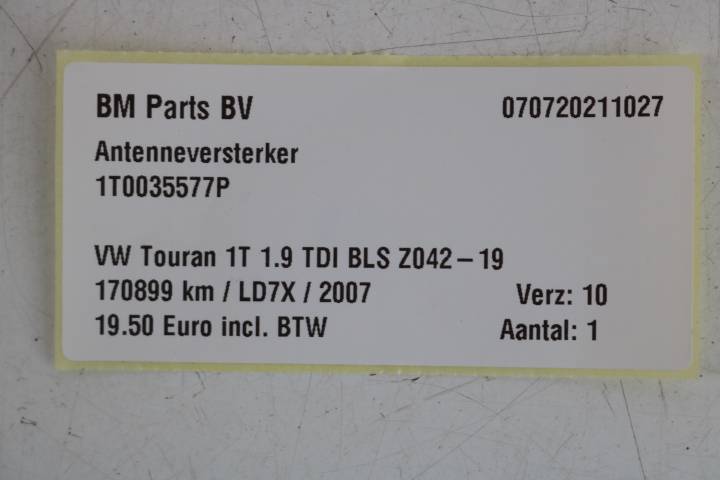 BM Parts BV 070720211027
Antenneversterker
1T0035577P
VW Touran 1T 1.9 TDI BLS Z042-19
170899 km / LD7X / 2007 Verz: 10
19.50 Euro incl. BTW Aantal: 1